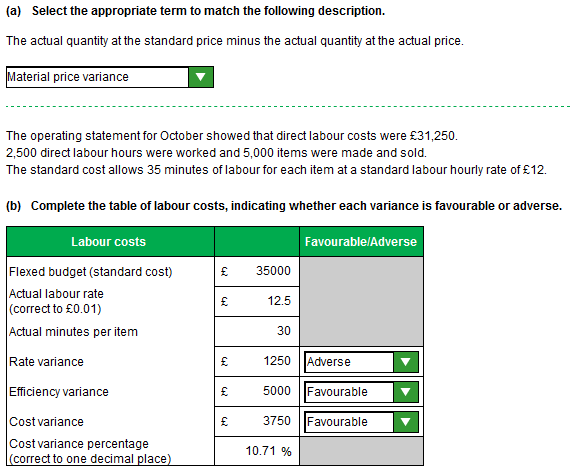 (a) Select the appropriate term to match the following description.
The actual quantity at the standard price minus the actual quantity at the actual price.
Material price variance
The operating statement for October showed that direct labour costs were £31,250.
2,500 direct labour hours were worked and 5,000 items were made and sold.
The standard cost allows 35 minutes of labour for each item at a standard labour hourly rate of £12.
(b) Complete the table of labour costs, indicating whether each variance is favourable or adverse.
Labour costs Favourable/Adverse
Flexed budget (standard cost) £ 35000
Actual labour rate
(correct to £0.01) £ 12.5
Actual minutes per item 30
Rate variance £ 1250 Adverse
Efficiency variance £ 5000 Favourable
Cost variance £ 3750 Favourable
Cost variance percentage
(correct to one decimal place) 10.71 %